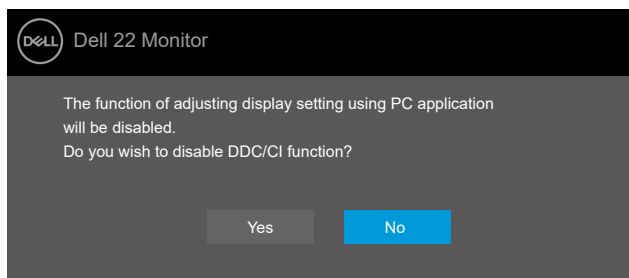 DELL Dell 22 Monitor
The function of adjusting display setting using PC application
will be disabled.
Do you wish to disable DDC/CI function?
Yes No